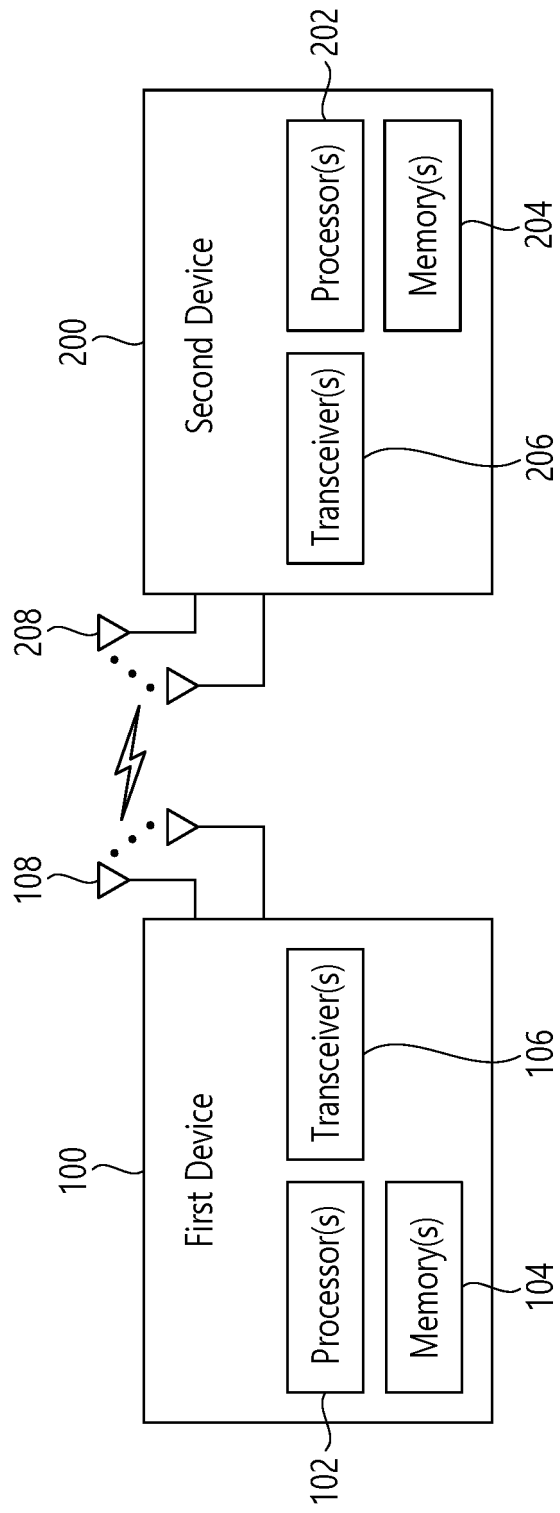 100
108
208
200
First Device
Second Device
102
Processor(s)
Transceiver(s)
Transceiver(s)
Processor(s)
202
Memory(s)
Memory(s)
104
106
206
204